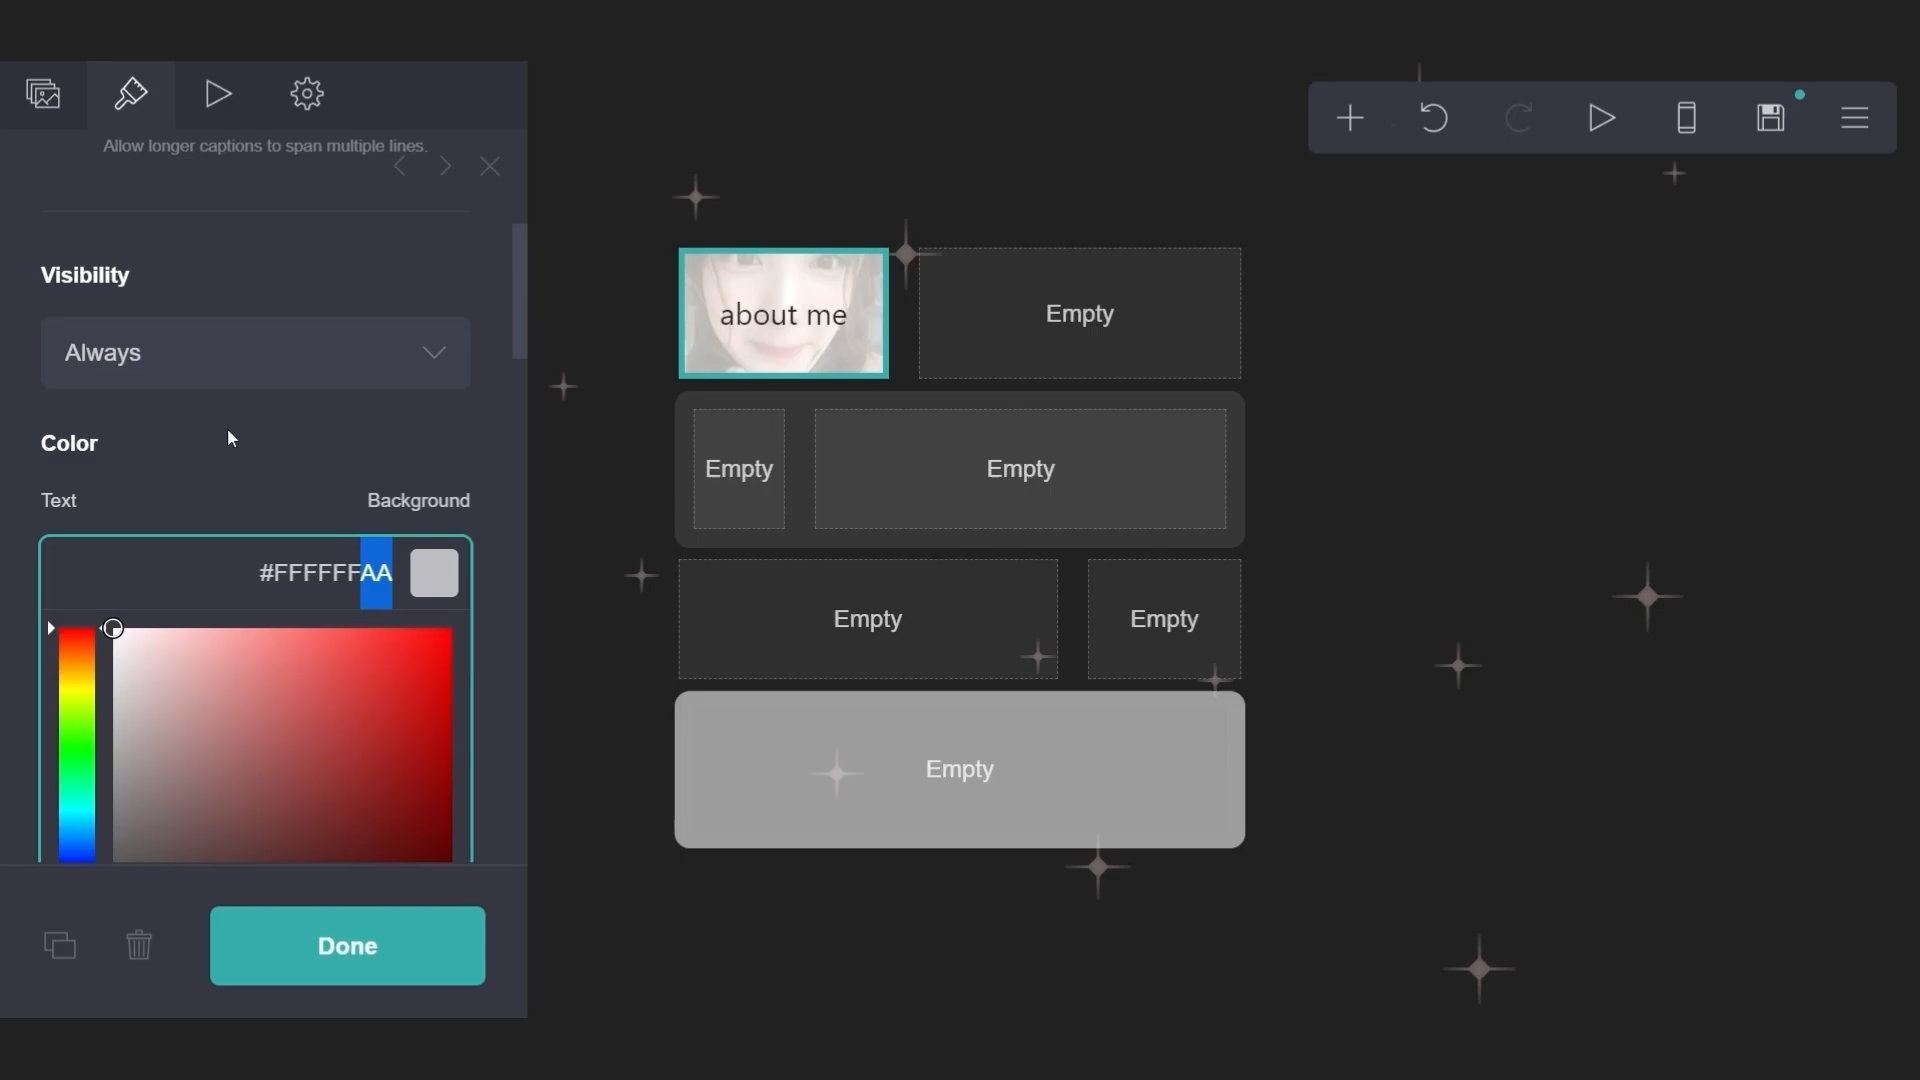 Allow longer captions to span multiple lines.
Visibility
Always
Color
Text Background
#FFFFFFAA
Done
about me
Empty
Empty
Empty
Empty
Empty
Empty